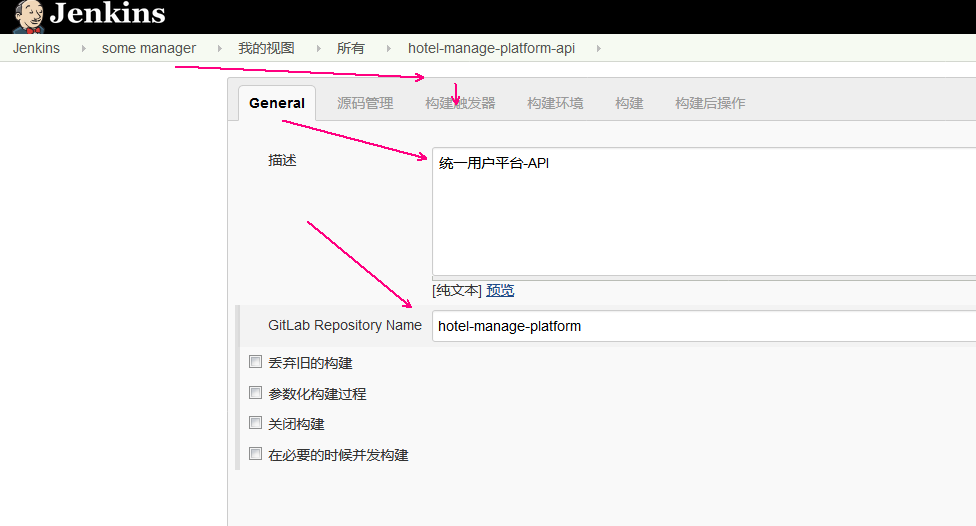 Jenkins
Jenkins some manager 我的视图 所有 hotel-manage-platform-api
General 源码管理 构建触发器 构建环境 构建 构建后操作
描述 统一用户平台-API
[纯文本] 预览
GitLab Repository Name hotel-manage-platform
丢弃旧的构建
参数化构建过程
关闭构建
在必要的时候并发构建